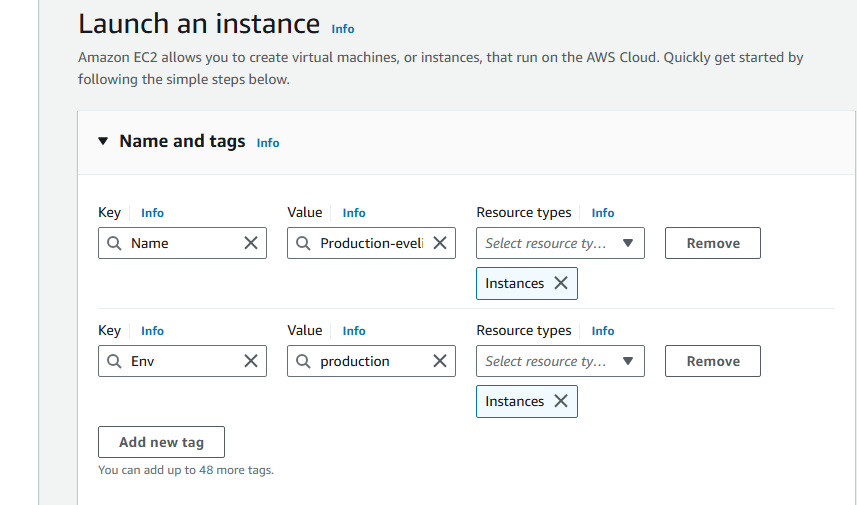 Launch an instance Info
Amazon EC2 allows you to create virtual machines, or instances, that run on the AWS Cloud. Quickly get started by
following the simple steps below.
Name and tags Info
Key Info Value Info Resource types Info
Name Production-eveli Select resource ty... Remove
Instances
Key Info Value Info Resource types Info
Env production Select resource ty... Remove
Instances
Add new tag
You can add up to 48 more tags.